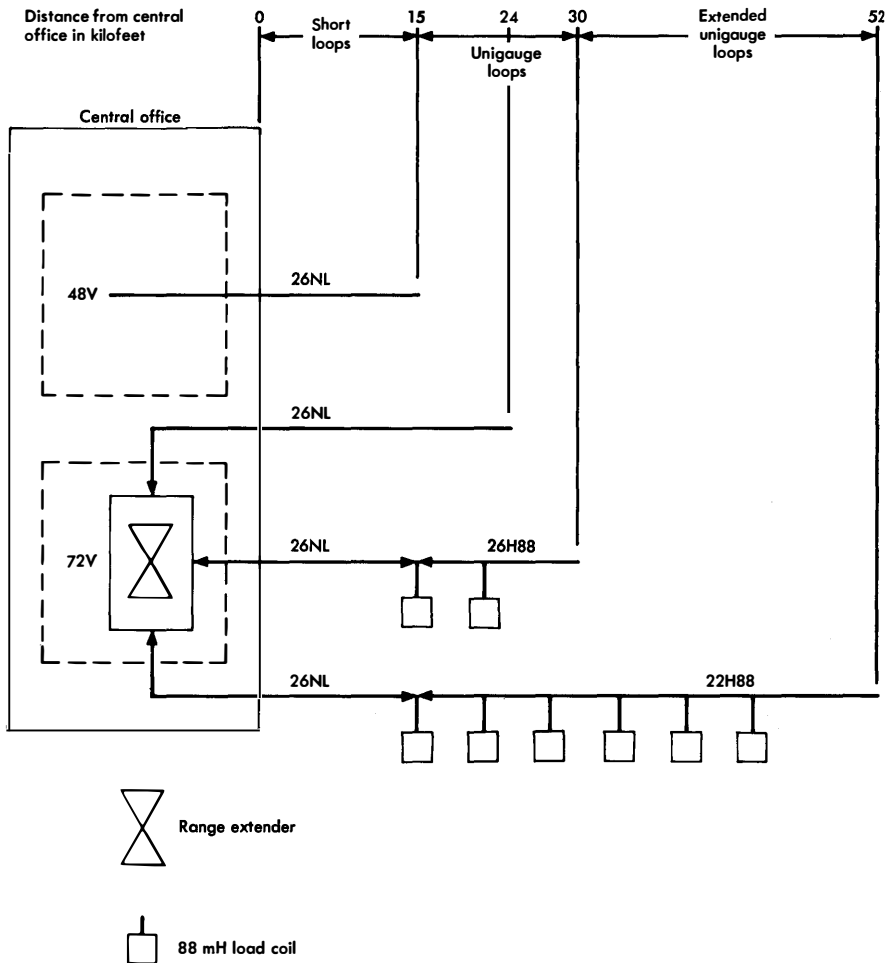 Distance from central
office in kilofeet
0
Short
loops
15
24
Unigauge
loops
30
Extended
unigauge
loops
52
Central office
48V
26NL
26NL
72V
26NL
26H88
26NL
22H88
Range extender
88 mH load coil